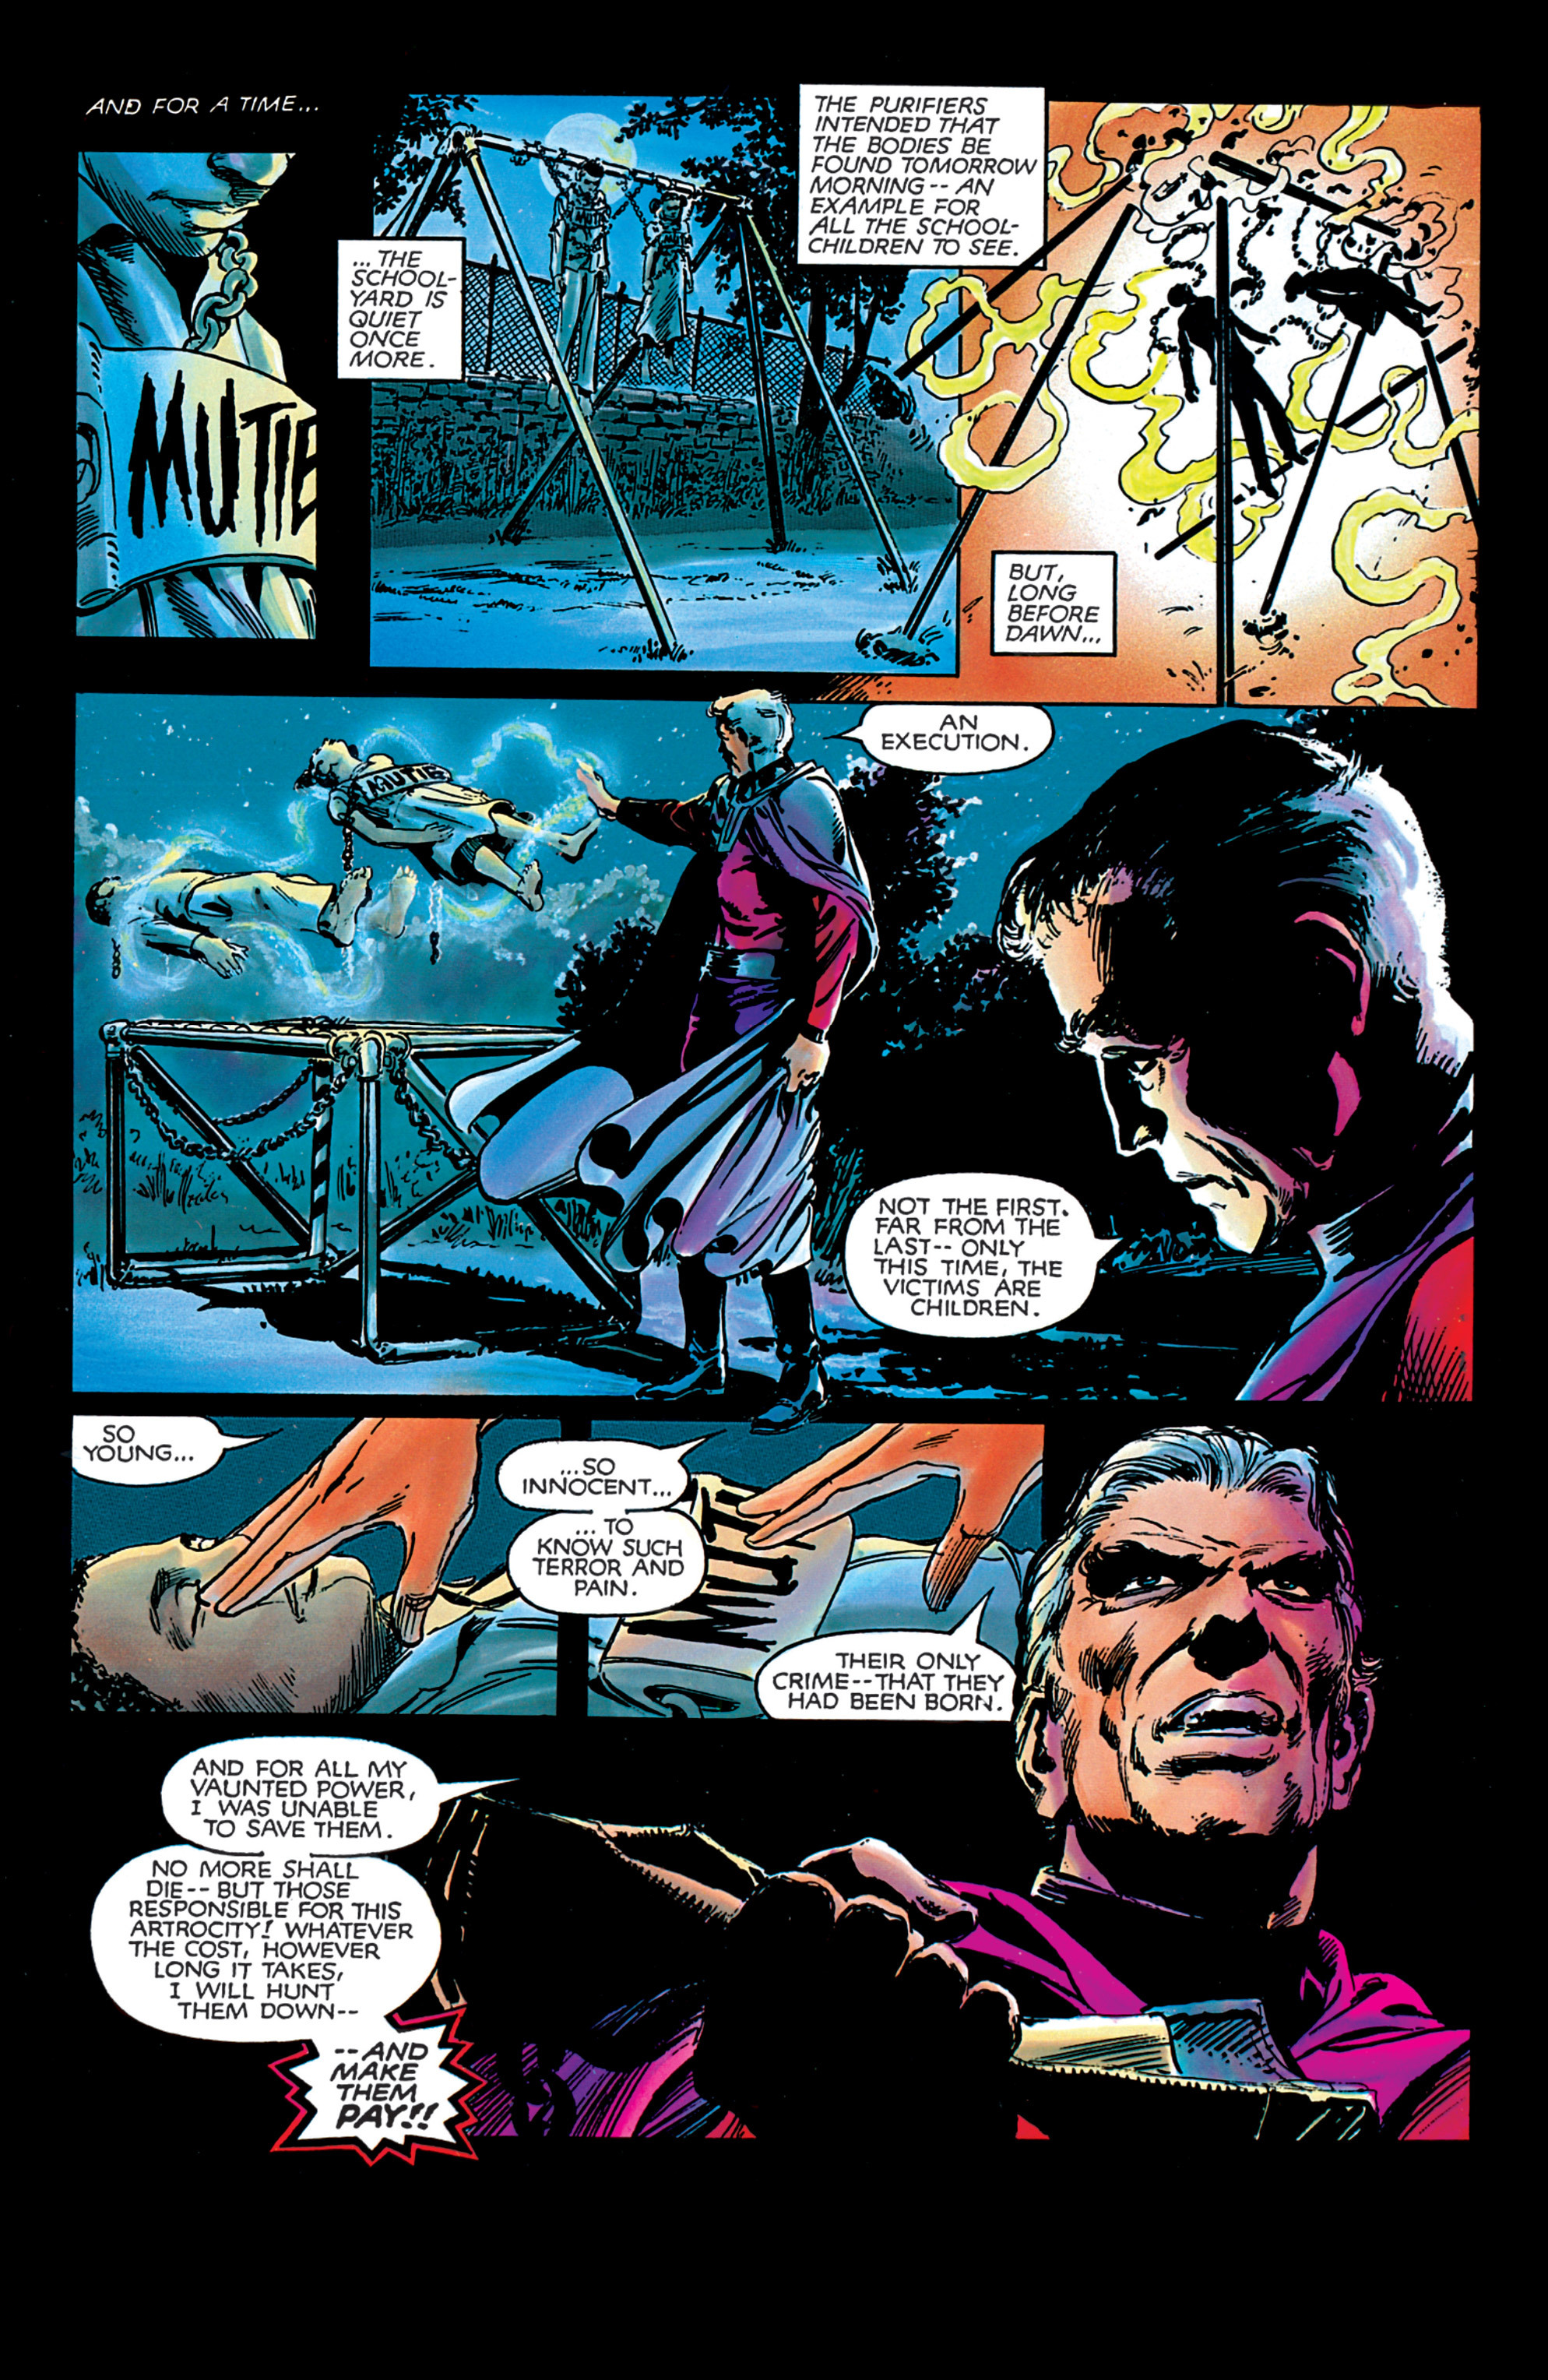 AND FOR A TIME...
MUTIE
...THE
SCHOOL-
YARD IS
QUIET
ONCE
MORE.
MUTIE
THE PURIFIERS
INTENDED THAT
THE BODIES BE
FOUND TOMORROW
MORNING -- AN
EXAMPLE FOR
ALL THE SCHOOL-
CHILDREN TO SEE.
BUT,
LONG
BEFORE
DAWN...
MUTIE
AN
EXECUTION.
NOT THE FIRST.
FAR FROM THE
LAST-- ONLY
THIS TIME, THE
VICTIMS ARE
CHILDREN.
SO
YOUNG...
...SO
INNOCENT...
...TO
KNOW SUCH
TERROR AND
PAIN.
MUTIE
THEIR ONLY
CRIME--THAT THEY
HAD BEEN BORN.
AND FOR ALL MY
VAUNTED POWER,
I WAS UNABLE
TO SAVE THEM.
NO MORE SHALL
DIE-- BUT THOSE
RESPONSIBLE FOR THIS
ARTROCITY! WHATEVER
THE COST, HOWEVER
LONG IT TAKES,
I WILL HUNT
THEM DOWN--
--AND
MAKE
THEM
PAY!!